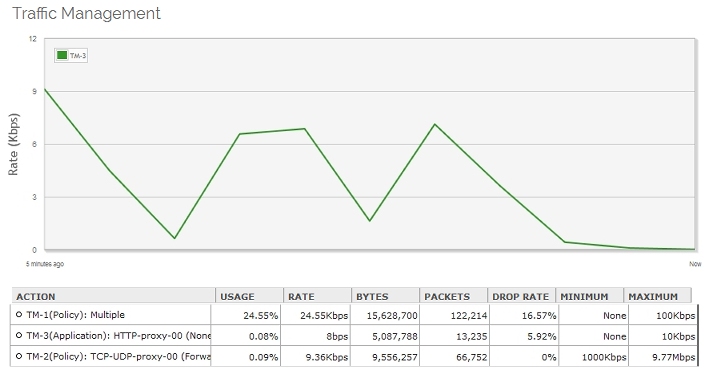 Traffic Management
12
TM-3
9
6
3
0
Rate (Kbps)
5 minutes ago Now
ACTION USAGE RATE BYTES PACKETS DROP RATE MINIMUM MAXIMUM
TM-1(Policy): Multiple 24.55% 24.55Kbps 15,628,700 122,214 16.57% None 100Kbps
TM-3(Application): HTTP-proxy-00 (None 0.08% 8bps 5,087,788 13,235 5.92% None 10Kbps
TM-2(Policy): TCP-UDP-proxy-00 (Forwa 0.09% 9.36Kbps 9,556,257 66,752 0% 1000Kbps 9.77Mbps